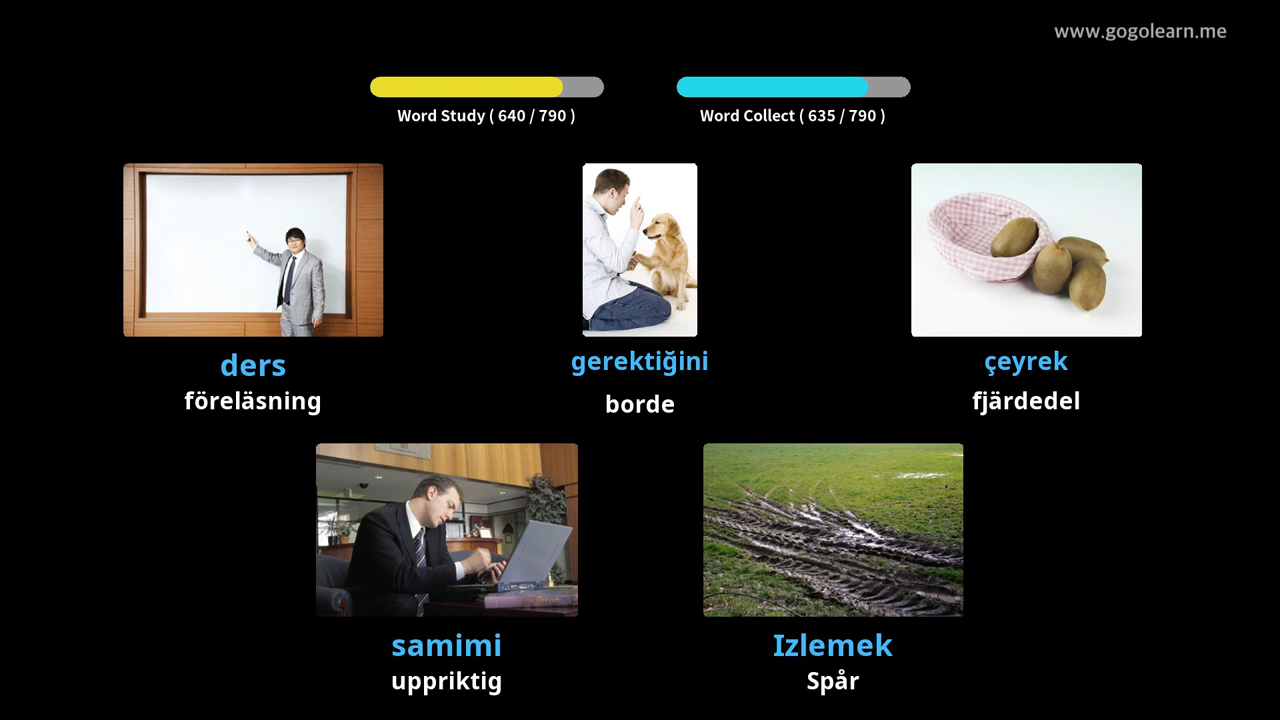 www.gogolearn.me
Word Study ( 640 / 790 )
Word Collect ( 635 / 790 )
ders
föreläsning
gerektiğini
borde
çeyrek
fjärdedel
samimi
uppriktig
Izlemek
Spår